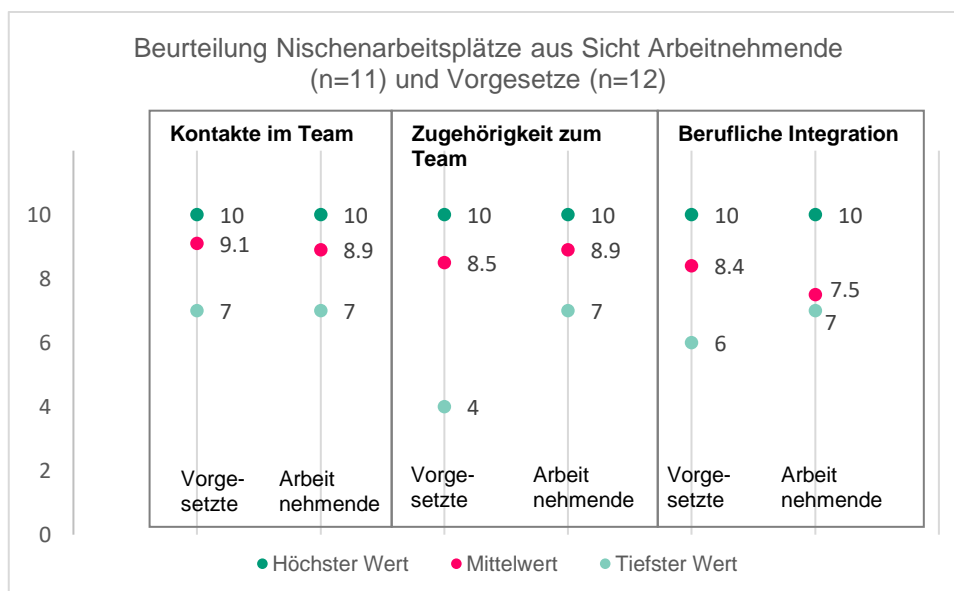 Beurteilung Nischenarbeitsplätze aus Sicht Arbeitnehmende
(n=11) und Vorgesetze (n=12)
Kontakte im Team
Zugehörigkeit zum
Team
Berufliche Integration
10
8
6
4
2
0
10
9.1
7
10
8.9
7
10
8.5
4
10
8.9
7
10
8.4
6
10
7.5
7
Vorge-
setzte
Arbeit
nehmende
Vorge-
setzte
Arbeit
nehmende
Vorge-
setzte
Arbeit
nehmende
Höchster Wert
Mittelwert
Tiefster Wert